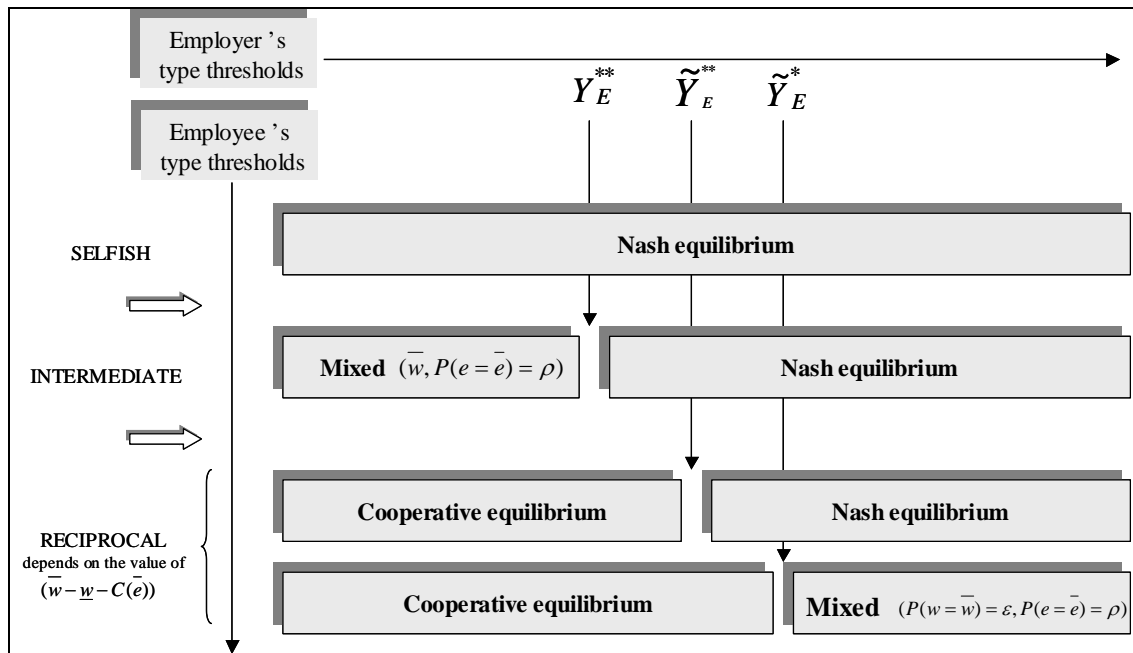 Employer ’s
type thresholds
Y_E^{**} Ỹ_E^{**} Ỹ_E^{*}
Employee ’s
type thresholds
Nash equilibrium
SELFISH
Mixed (w̅, P(e = e̅) = ρ)
Nash equilibrium
INTERMEDIATE
Cooperative equilibrium
Nash equilibrium
RECIPROCAL
depends on the value of
(w̅ − w̲ − C(e̅))
Cooperative equilibrium
Mixed (P(w = w̅) = ε, P(e = e̅) = ρ)